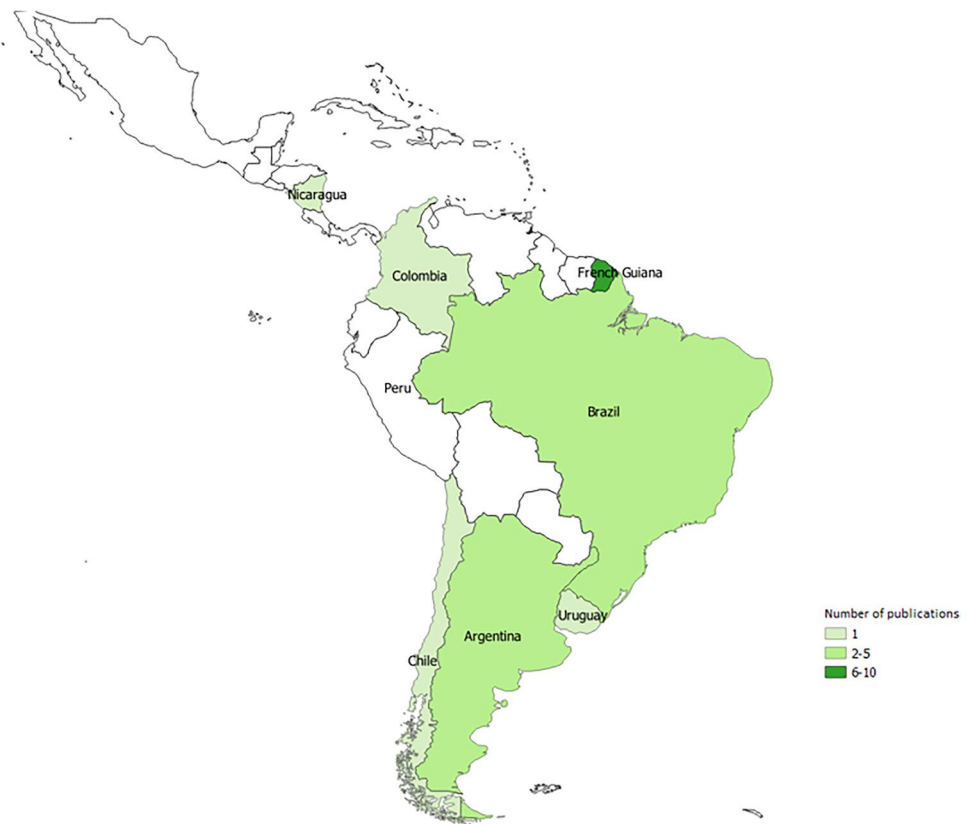 Nicaragua
Colombia
French Guiana
Peru
Brazil
Uruguay
Argentina
Chile
Number of publications
1
2-5
6-10